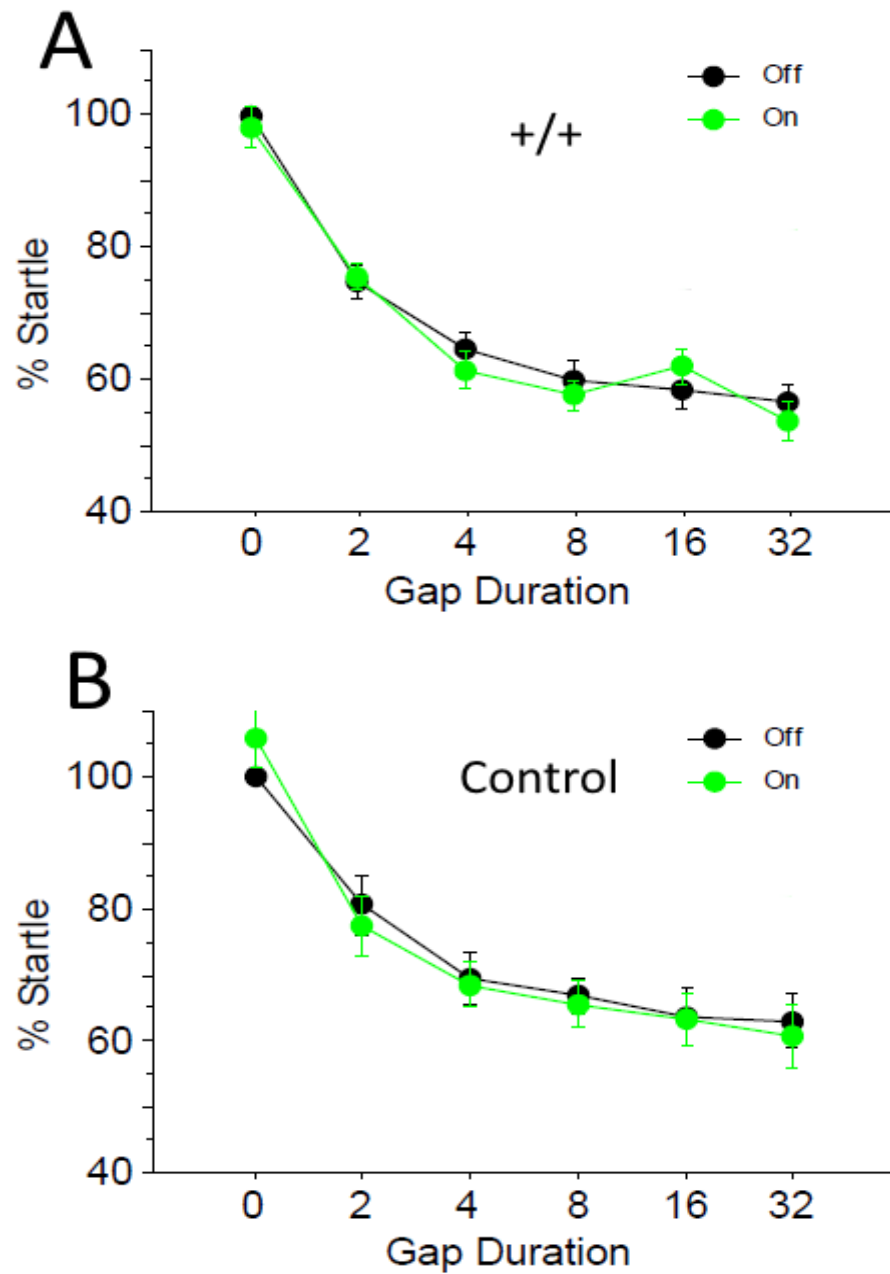 A
Off
On
+/+
100
80
60
40
% Startle
0 2 4 8 16 32
Gap Duration
B
Off
On
Control
100
80
60
40
% Startle
0 2 4 8 16 32
Gap Duration